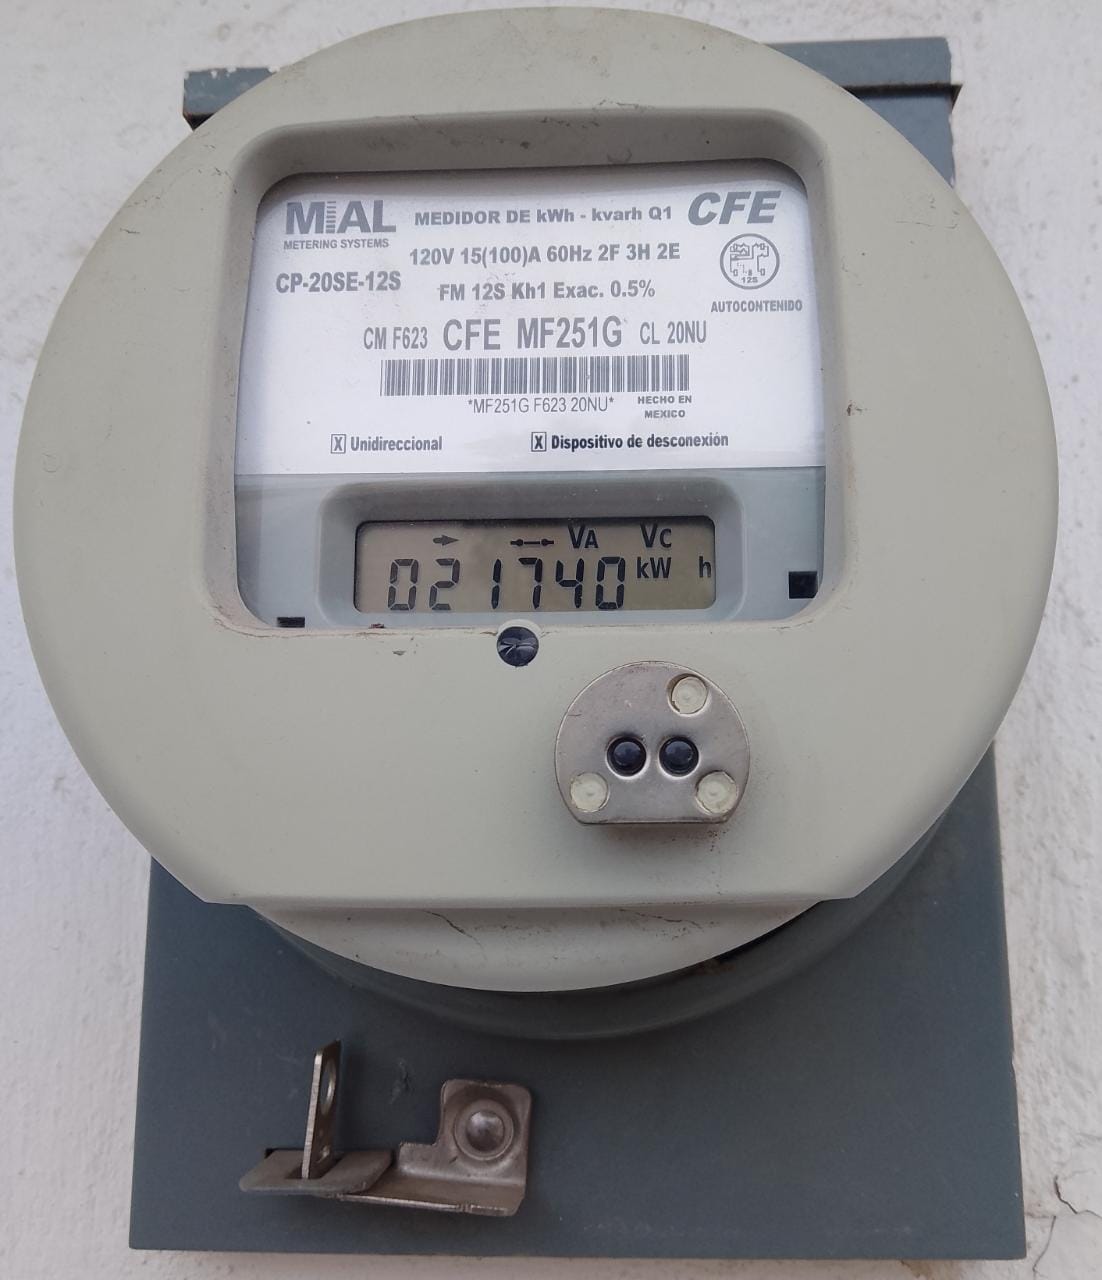 MIAL
METERING SYSTEMS
MEDIDOR DE kWh - kvarh Q1
CFE
120V 15(100)A 60Hz 2F 3H 2E
CP-20SE-12S
FM 12S Kh1 Exac. 0.5%
12S
AUTOCONTENIDO
CM F623 CFE MF251G CL 20NU
*MF251G F623 20NU*
HECHO EN
MEXICO
X Unidireccional
X Dispositivo de desconexión
VA VC
021740 kW h